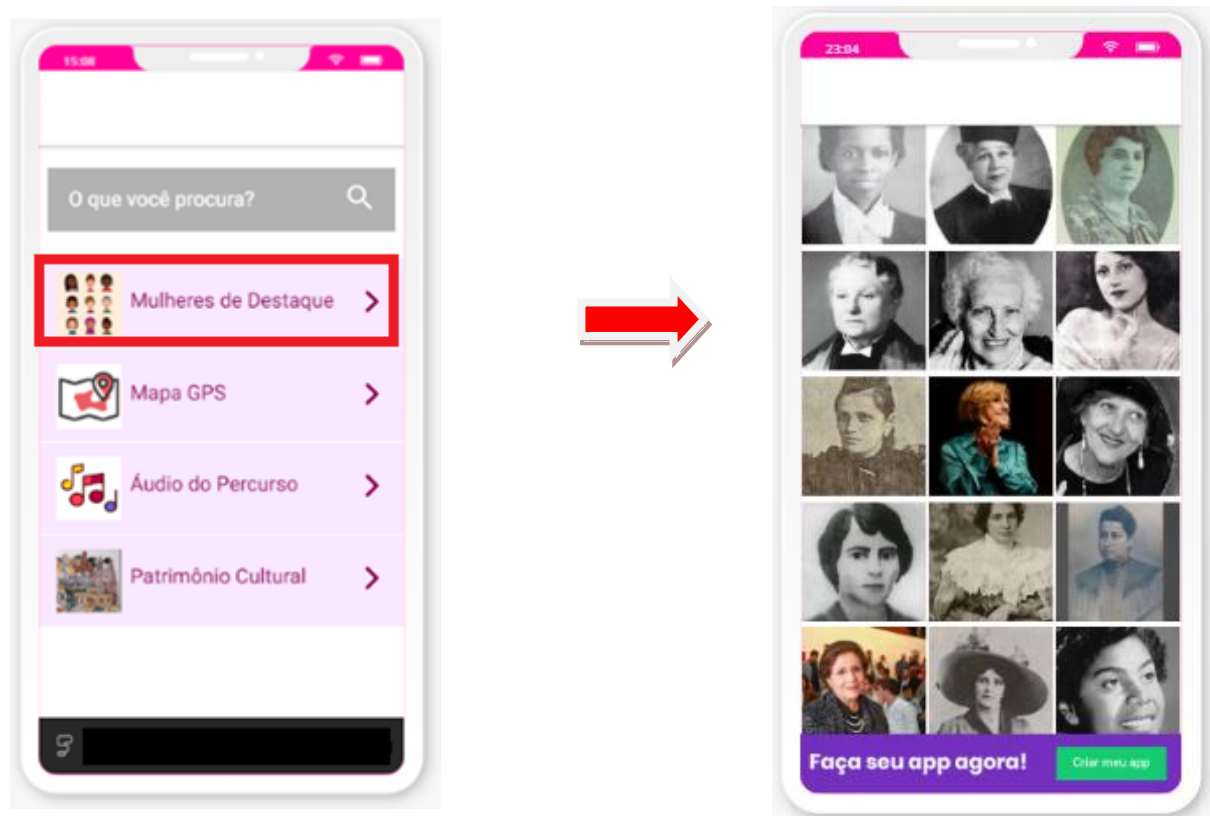 15:08
O que você procura?
Mulheres de Destaque
Mapa GPS
Áudio do Percurso
Patrimônio Cultural
23:04
Faça seu app agora!
Criar meu app